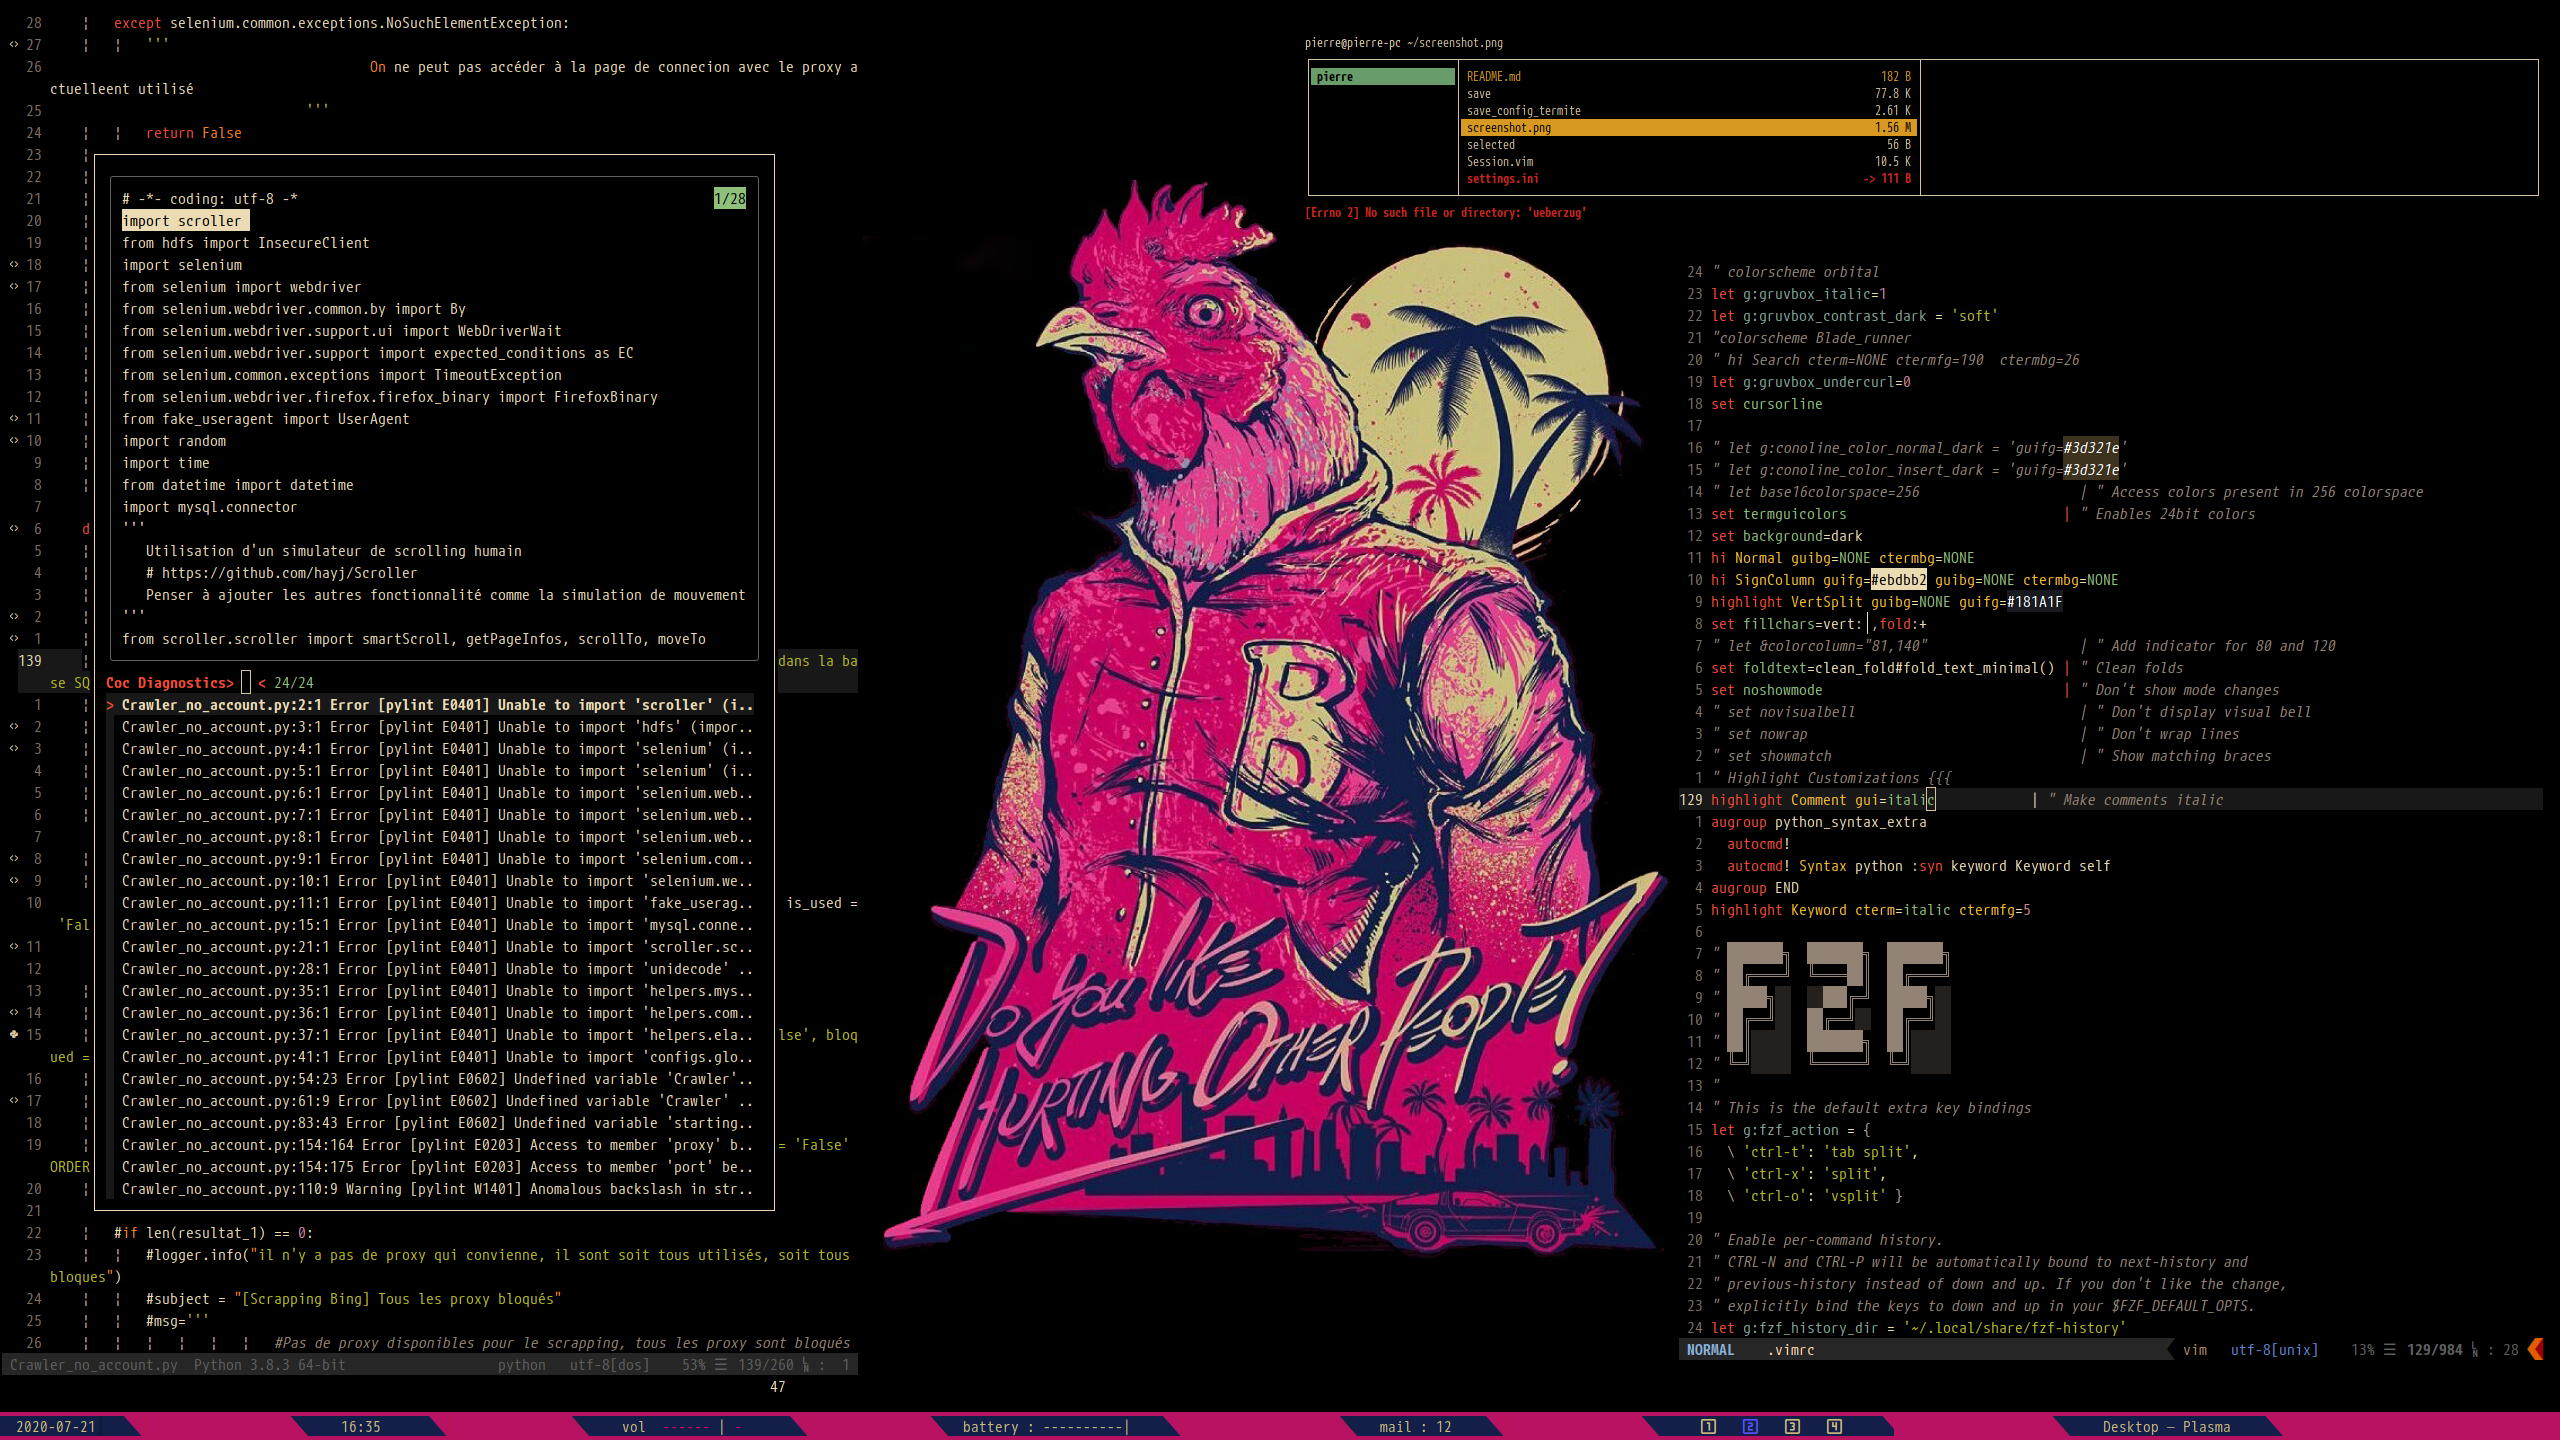 28 ¦ except selenium.common.exceptions.NoSuchElementException:
27 ¦ ¦ '''
26 On ne peut pas accéder à la page de connecion avec le proxy a
ctuelleent utilisé
25 '''
24 ¦ ¦ return False
23 ¦
22 ¦
21 ¦
20 ¦
19 ¦
18 ¦
17 ¦
16 ¦
15 ¦
14 ¦
13 ¦
12 ¦
11 ¦
10 ¦
9 ¦
8 ¦
7
6 d
5 ¦
4 ¦
3 ¦
2 ¦
1 ¦
139 ¦ dans la ba
se SQ
1 ¦
2 ¦
3 ¦
4 ¦
5 ¦
6 ¦
7
8 ¦
9 ¦
10 is_used =
'Fal
11
12
13 ¦
14 ¦
15 ¦ lse', bloq
ued =
16 ¦
17 ¦
18 ¦
19 ¦ = 'False'
ORDER
20 ¦
21
22 ¦ #if len(resultat_1) == 0:
23 ¦ ¦ #logger.info("il n'y a pas de proxy qui convienne, il sont soit tous utilisés, soit tous
bloques")
24 ¦ ¦ #subject = "[Scrapping Bing] Tous les proxy bloqués"
25 ¦ ¦ #msg='''
26 ¦ ¦ ¦ ¦ ¦ ¦ #Pas de proxy disponibles pour le scrapping, tous les proxy sont bloqués
Crawler_no_account.py Python 3.8.3 64-bit python utf-8[dos] 53% ☰ 139/260 : 1
47
# -*- coding: utf-8 -* 1/28
import scroller
from hdfs import InsecureClient
import selenium
from selenium import webdriver
from selenium.webdriver.common.by import By
from selenium.webdriver.support.ui import WebDriverWait
from selenium.webdriver.support import expected_conditions as EC
from selenium.common.exceptions import TimeoutException
from selenium.webdriver.firefox.firefox_binary import FirefoxBinary
from fake_useragent import UserAgent
import random
import time
from datetime import datetime
import mysql.connector
'''
Utilisation d'un simulateur de scrolling humain
# https://github.com/hayj/Scroller
Penser à ajouter les autres fonctionnalité comme la simulation de mouvement
'''
from scroller.scroller import smartScroll, getPageInfos, scrollTo, moveTo
Coc Diagnostics> < 24/24
> Crawler_no_account.py:2:1 Error [pylint E0401] Unable to import 'scroller' (i..
Crawler_no_account.py:3:1 Error [pylint E0401] Unable to import 'hdfs' (impor..
Crawler_no_account.py:4:1 Error [pylint E0401] Unable to import 'selenium' (i..
Crawler_no_account.py:5:1 Error [pylint E0401] Unable to import 'selenium' (i..
Crawler_no_account.py:6:1 Error [pylint E0401] Unable to import 'selenium.web..
Crawler_no_account.py:7:1 Error [pylint E0401] Unable to import 'selenium.web..
Crawler_no_account.py:8:1 Error [pylint E0401] Unable to import 'selenium.web..
Crawler_no_account.py:9:1 Error [pylint E0401] Unable to import 'selenium.com..
Crawler_no_account.py:10:1 Error [pylint E0401] Unable to import 'selenium.we..
Crawler_no_account.py:11:1 Error [pylint E0401] Unable to import 'fake_userag..
Crawler_no_account.py:15:1 Error [pylint E0401] Unable to import 'mysql.conne..
Crawler_no_account.py:21:1 Error [pylint E0401] Unable to import 'scroller.sc..
Crawler_no_account.py:28:1 Error [pylint E0401] Unable to import 'unidecode' ..
Crawler_no_account.py:35:1 Error [pylint E0401] Unable to import 'helpers.mys..
Crawler_no_account.py:36:1 Error [pylint E0401] Unable to import 'helpers.com..
Crawler_no_account.py:37:1 Error [pylint E0401] Unable to import 'helpers.ela..
Crawler_no_account.py:41:1 Error [pylint E0401] Unable to import 'configs.glo..
Crawler_no_account.py:54:23 Error [pylint E0602] Undefined variable 'Crawler'..
Crawler_no_account.py:61:9 Error [pylint E0602] Undefined variable 'Crawler' ..
Crawler_no_account.py:83:43 Error [pylint E0602] Undefined variable 'starting..
Crawler_no_account.py:154:164 Error [pylint E0203] Access to member 'proxy' b..
Crawler_no_account.py:154:175 Error [pylint E0203] Access to member 'port' be..
Crawler_no_account.py:110:9 Warning [pylint W1401] Anomalous backslash in str..
B
Do you like
Hurting Other People?
pierre@pierre-pc ~/screenshot.png
pierre
README.md 182 B
save 77.8 K
save_config_termite 2.61 K
screenshot.png 1.56 M
selected 56 B
Session.vim 10.5 K
settings.ini -> 111 B
[Errno 2] No such file or directory: 'ueberzug'
24 " colorscheme orbital
23 let g:gruvbox_italic=1
22 let g:gruvbox_contrast_dark = 'soft'
21 "colorscheme Blade_runner
20 " hi Search cterm=NONE ctermfg=190 ctermbg=26
19 let g:gruvbox_undercurl=0
18 set cursorline
17
16 " let g:conoline_color_normal_dark = 'guifg=#3d321e'
15 " let g:conoline_color_insert_dark = 'guifg=#3d321e'
14 " let base16colorspace=256 | " Access colors present in 256 colorspace
13 set termguicolors | " Enables 24bit colors
12 set background=dark
11 hi Normal guibg=NONE ctermbg=NONE
10 hi SignColumn guifg=#ebdbb2 guibg=NONE ctermbg=NONE
9 highlight VertSplit guibg=NONE guifg=#181A1F
8 set fillchars=vert:│,fold:+
7 " let &colorcolumn="81,140" | " Add indicator for 80 and 120
6 set foldtext=clean_fold#fold_text_minimal() | " Clean folds
5 set noshowmode | " Don't show mode changes
4 " set novisualbell | " Don't display visual bell
3 " set nowrap | " Don't wrap lines
2 " set showmatch | " Show matching braces
1 " Highlight Customizations {{{
129 highlight Comment gui=italic | " Make comments italic
1 augroup python_syntax_extra
2 autocmd!
3 autocmd! Syntax python :syn keyword Keyword self
4 augroup END
5 highlight Keyword cterm=italic ctermfg=5
6
7 "
8 "
9 " FZF
10 "
11 "
12 "
13 "
14 " This is the default extra key bindings
15 let g:fzf_action = {
16 \ 'ctrl-t': 'tab split',
17 \ 'ctrl-x': 'split',
18 \ 'ctrl-o': 'vsplit' }
19
20 " Enable per-command history.
21 " CTRL-N and CTRL-P will be automatically bound to next-history and
22 " previous-history instead of down and up. If you don't like the change,
23 " explicitly bind the keys to down and up in your $FZF_DEFAULT_OPTS.
24 let g:fzf_history_dir = '~/.local/share/fzf-history'
NORMAL .vimrc vim utf-8[unix] 13% ☰ 129/984 : 28
2020-07-21 16:35 vol ------ | - battery : ----------| mail : 12 1 2 3 4 Desktop — Plasma